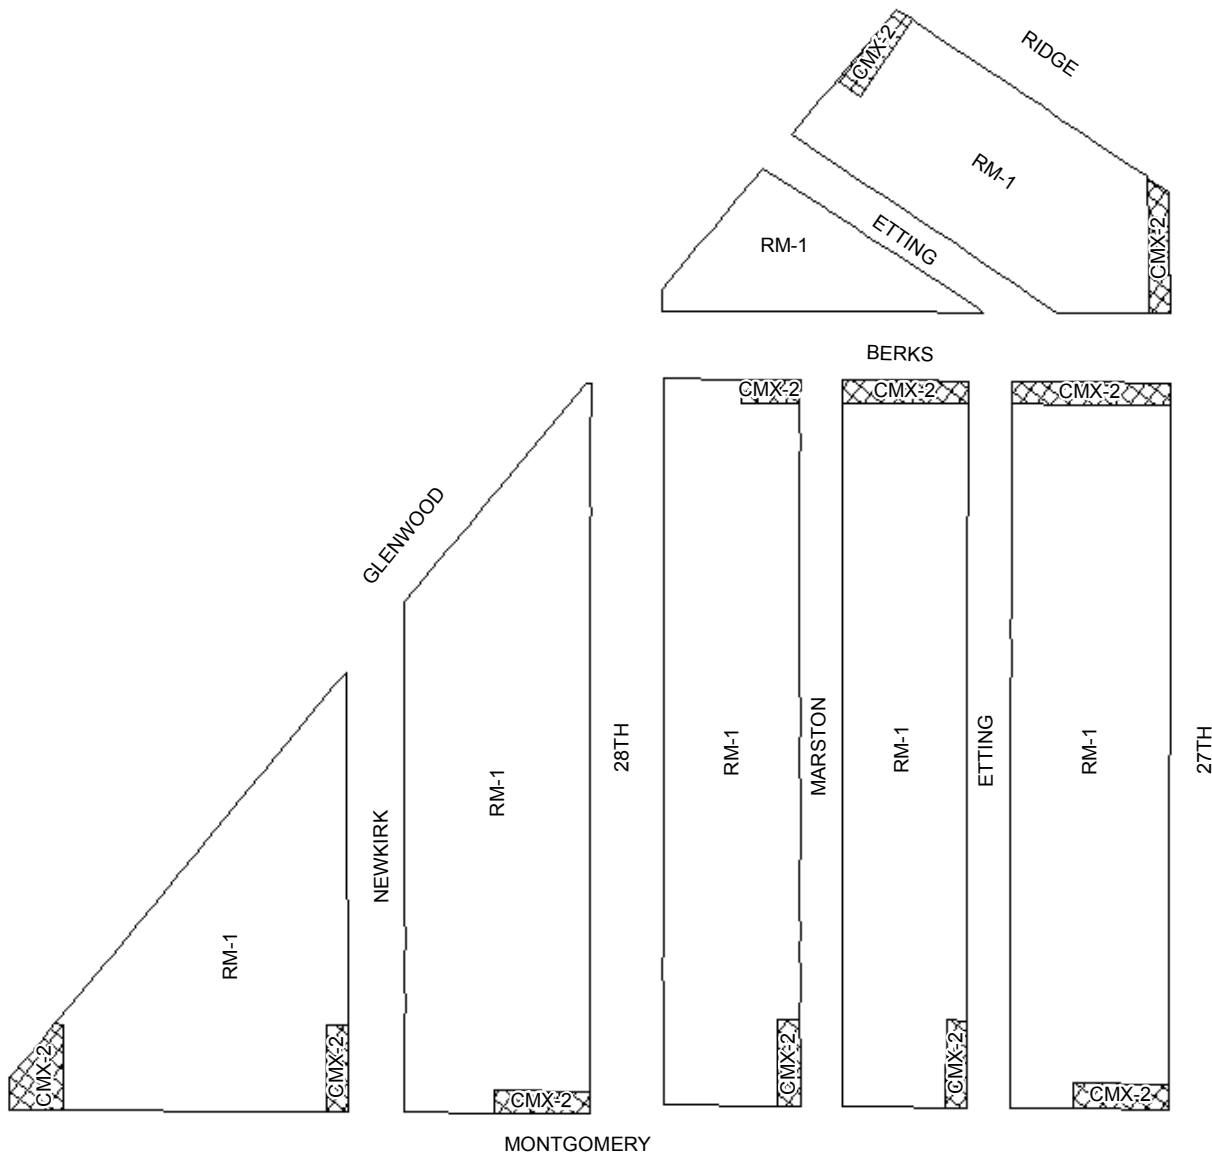 CMX-2
RIDGE
RM-1
CMX-2
ETTING
RM-1
BERKS
CMX-2
CMX-2
CMX-2
GLENWOOD
28TH
RM-1
MARSTON
RM-1
ETTING
RM-1
27TH
RM-1
NEWKIRK
RM-1
CMX-2
CMX-2
CMX-2
CMX-2
CMX-2
CMX-2
MONTGOMERY